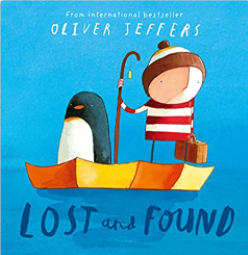 from international bestseller
OLIVER JEFFERS
LOST and FOUND